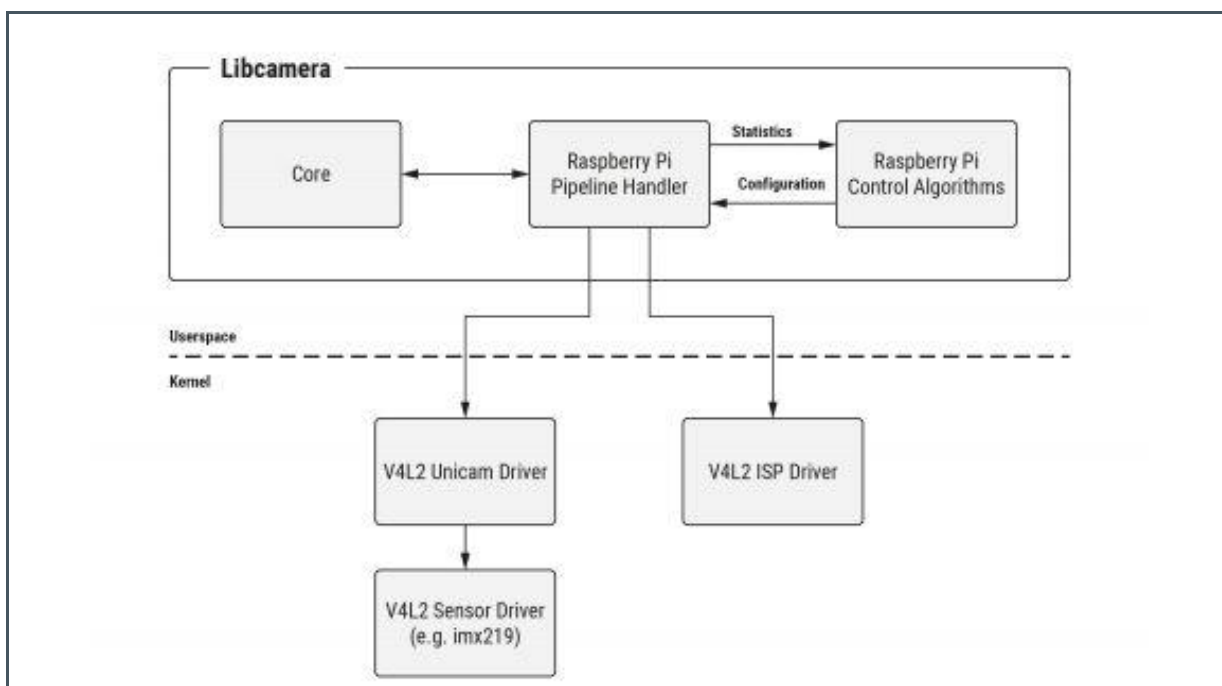 Libcamera
Core
Raspberry Pi
Pipeline Handler
Statistics
Configuration
Raspberry Pi
Control Algorithms
Userspace
Kernel
V4L2 Unicam Driver
V4L2 ISP Driver
V4L2 Sensor Driver
(e.g. imx219)